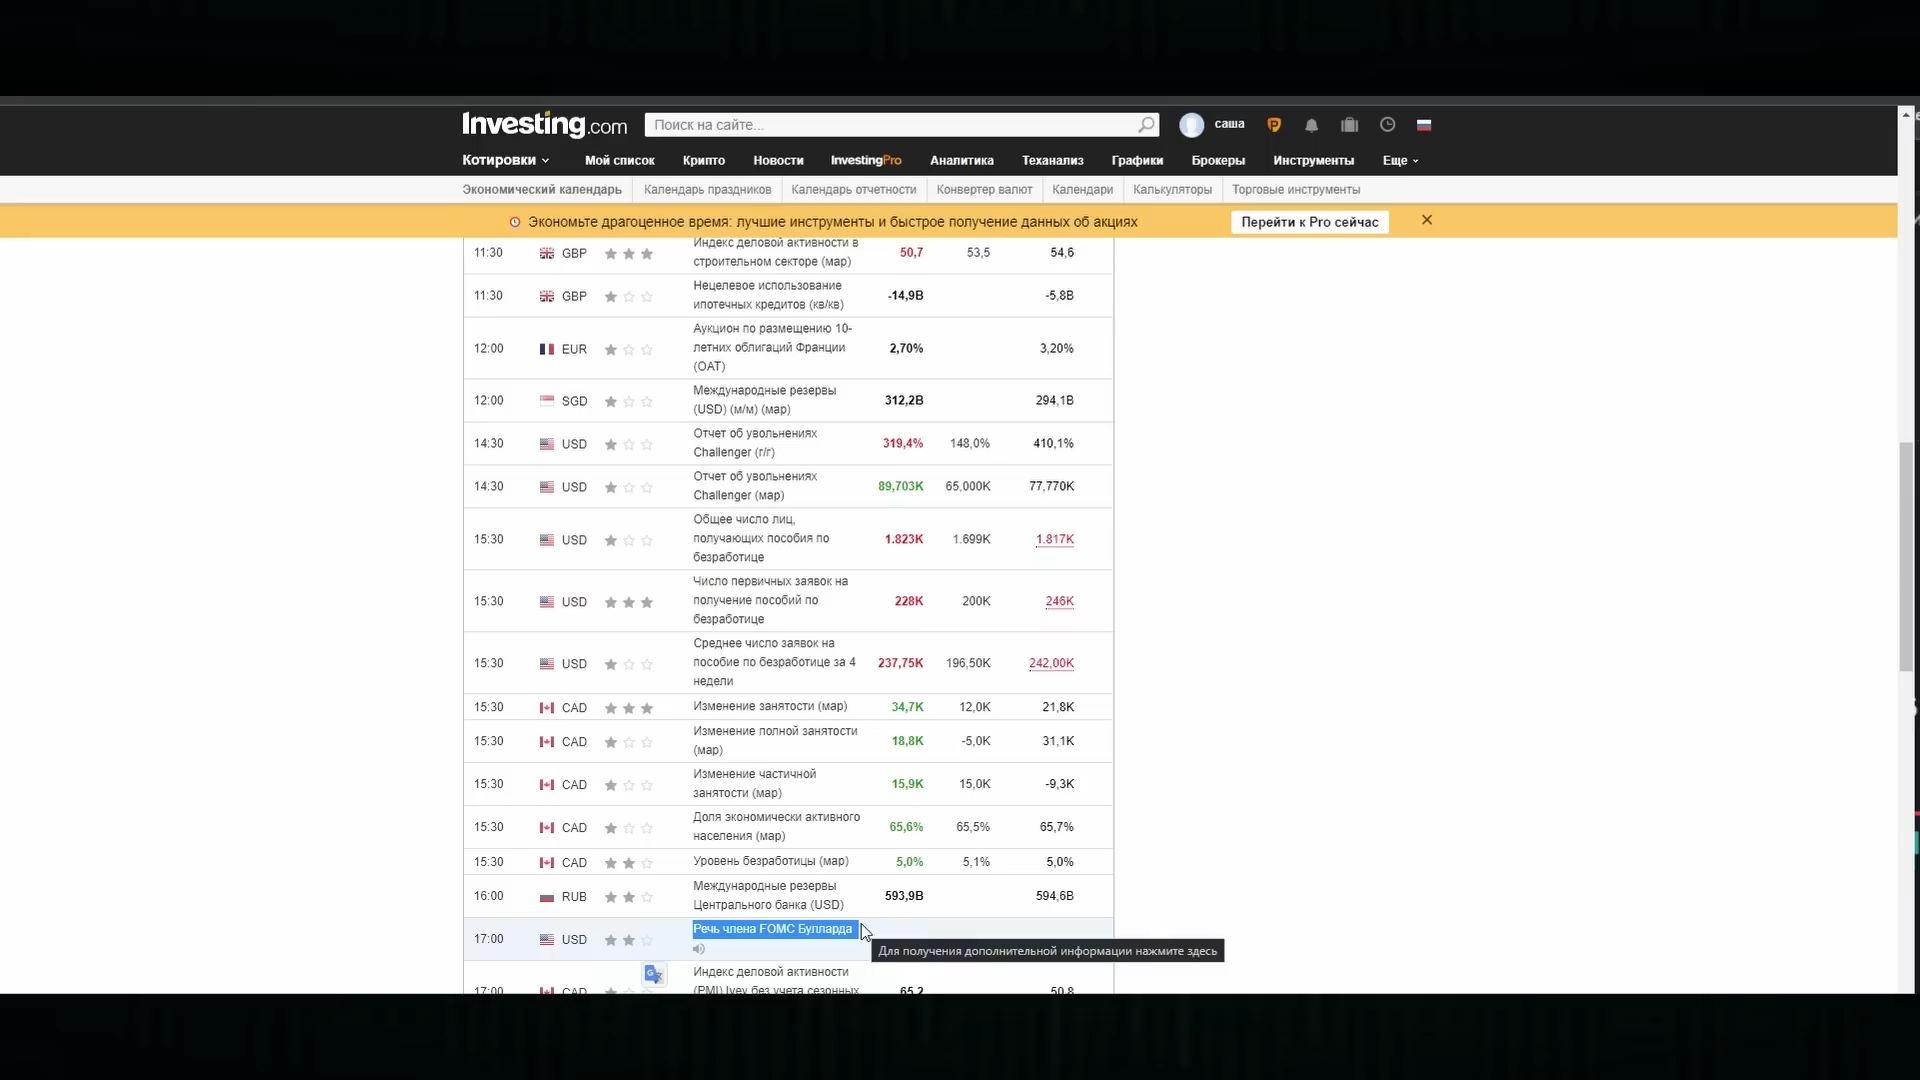 Investing.com
Поиск на сайте...
саша
Котировки
Мой список
Крипто
Новости
InvestingPro
Аналитика
Теханализ
Графики
Брокеры
Инструменты
Еще
Экономический календарь
Календарь праздников
Календарь отчетности
Конвертер валют
Календари
Калькуляторы
Торговые инструменты
Экономьте драгоценное время: лучшие инструменты и быстрое получение данных об акциях
Перейти к Pro сейчас
11:30 GBP Индекс деловой активности в
строительном секторе (мар) 50,7 53,5 54,6
11:30 GBP Нецелевое использование
ипотечных кредитов (кв/кв) -14,9B -5,8B
12:00 EUR Аукцион по размещению 10-
летних облигаций Франции 2,70% 3,20%
(OAT)
12:00 SGD Международные резервы
(USD) (м/м) (мар) 312,2B 294,1B
14:30 USD Отчет об увольнениях
Challenger (г/г) 319,4% 148,0% 410,1%
14:30 USD Отчет об увольнениях
Challenger (мар) 89,703K 65,000K 77,770K
15:30 USD Общее число лиц,
получающих пособия по 1.823K 1.699K 1.817K
безработице
15:30 USD Число первичных заявок на
получение пособий по 228K 200K 246K
безработице
15:30 USD Среднее число заявок на
пособие по безработице за 4 237,75K 196,50K 242,00K
недели
15:30 CAD Изменение занятости (мар) 34,7K 12,0K 21,8K
15:30 CAD Изменение полной занятости
(мар) 18,8K -5,0K 31,1K
15:30 CAD Изменение частичной
занятости (мар) 15,9K 15,0K -9,3K
15:30 CAD Доля экономически активного
населения (мар) 65,6% 65,5% 65,7%
15:30 CAD Уровень безработицы (мар) 5,0% 5,1% 5,0%
16:00 RUB Международные резервы
Центрального банка (USD) 593,9B 594,6B
17:00 USD Речь члена FOMC Булларда
Для получения дополнительной информации нажмите здесь
Индекс деловой активности
17:00 CAD (PMI) Ivey без учета сезонных 65,2 50,8